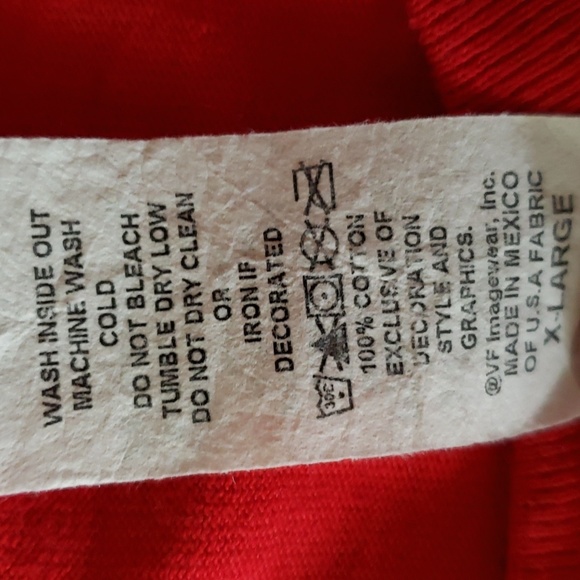 WASH INSIDE OUT
MACHINE WASH
COLD
DO NOT BLEACH
TUMBLE DRY LOW
DO NOT DRY CLEAN
OR
IRON IF
DECORATED
30C
100% COTTON
EXCLUSIVE OF
DECORATION
STYLE AND
GRAPHICS.
@VF Imagewear, Inc.
MADE IN MEXICO
OF U.S.A FABRIC
X-LARGE